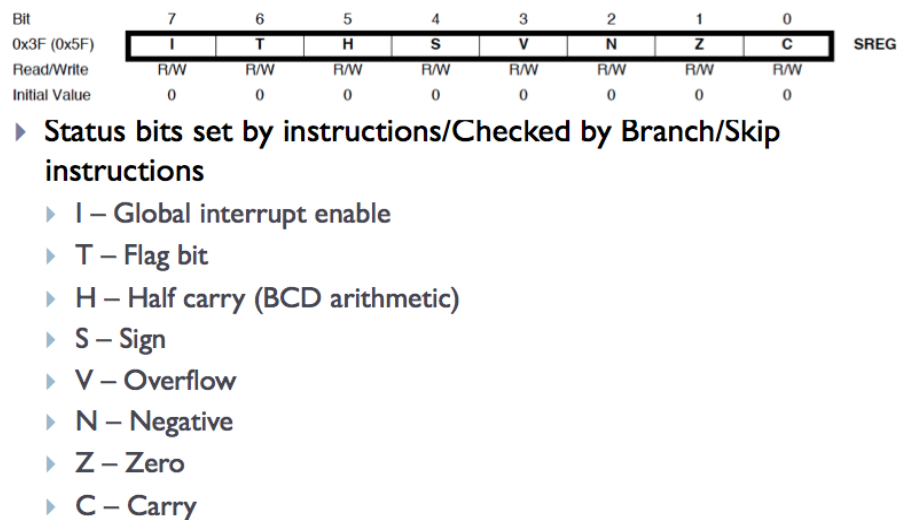 Bit 7 6 5 4 3 2 1 0
0x3F (0x5F) I T H S V N Z C SREG
Read/Write R/W R/W R/W R/W R/W R/W R/W R/W
Initial Value 0 0 0 0 0 0 0 0
Status bits set by instructions/Checked by Branch/Skip
instructions
I – Global interrupt enable
T – Flag bit
H – Half carry (BCD arithmetic)
S – Sign
V – Overflow
N – Negative
Z – Zero
C – Carry